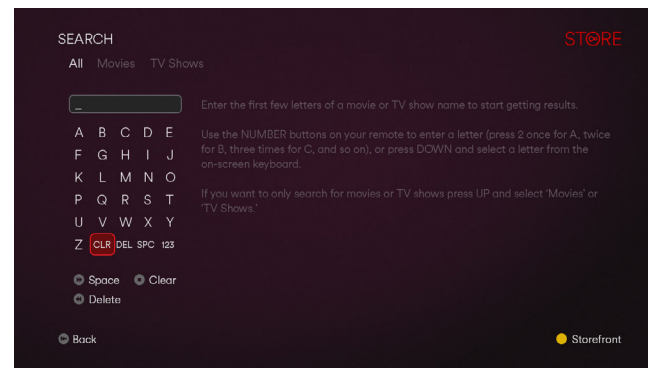 SEARCH
STORE
All Movies TV Shows
_
Enter the first few letters of a movie or TV show name to start getting results.
A B C D E
Use the NUMBER buttons on your remote to enter a letter (press 2 once for A, twice
for B, three times for C, and so on), or press DOWN and select a letter from the
on-screen keyboard.
F G H I J
K L M N O
If you want to only search for movies or TV shows press UP and select 'Movies' or
'TV Shows.'
P Q R S T
U V W X Y
Z CLR DEL SPC 123
Space Clear
Delete
Back
Storefront